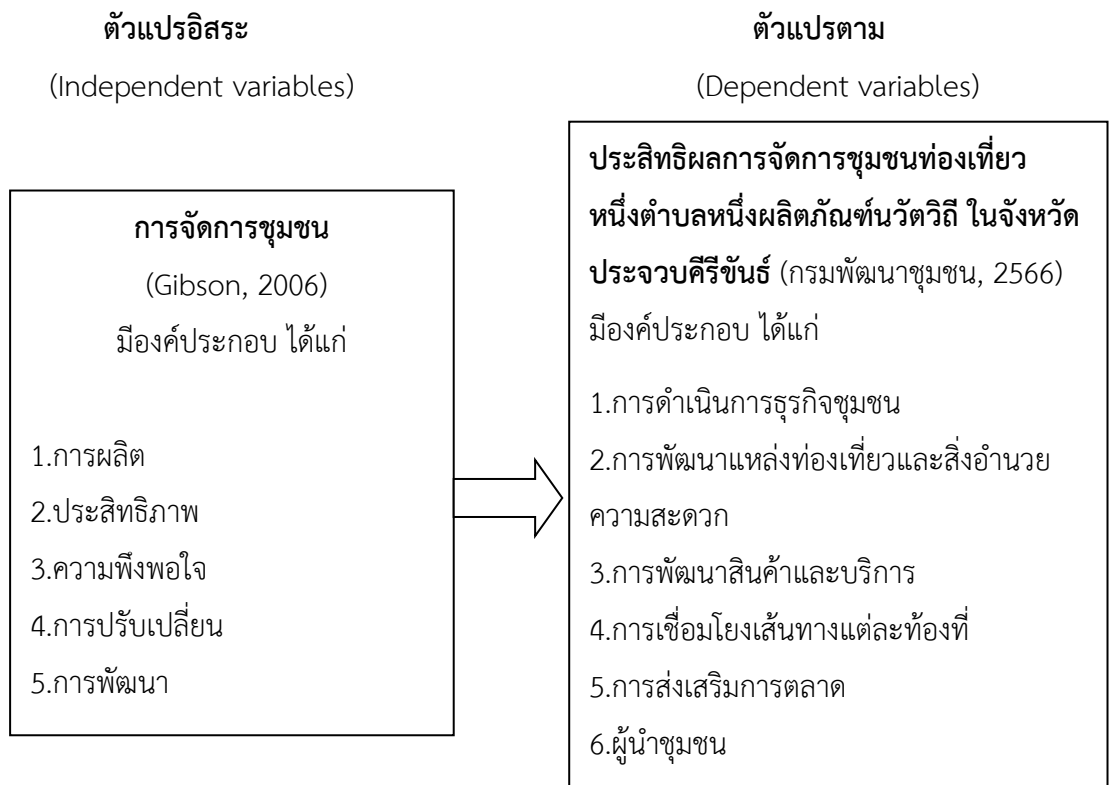 ตัวแปรอิสระ
(Independent variables)
การจัดการชุมชน
(Gibson, 2006)
มีองค์ประกอบ ได้แก่
1.การผลิต
2.ประสิทธิภาพ
3.ความพึงพอใจ
4.การปรับเปลี่ยน
5.การพัฒนา
ตัวแปรตาม
(Dependent variables)
ประสิทธิผลการจัดการชุมชนท่องเที่ยว
หนึ่งตำบลหนึ่งผลิตภัณฑ์นวัตวิถี ในจังหวัด
ประจวบคีรีขันธ์ (กรมพัฒนาชุมชน, 2566)
มีองค์ประกอบ ได้แก่
1.การดำเนินการธุรกิจชุมชน
2.การพัฒนาแหล่งท่องเที่ยวและสิ่งอำนวย
ความสะดวก
3.การพัฒนาสินค้าและบริการ
4.การเชื่อมโยงเส้นทางแต่ละท้องที่
5.การส่งเสริมการตลาด
6.ผู้นำชุมชน